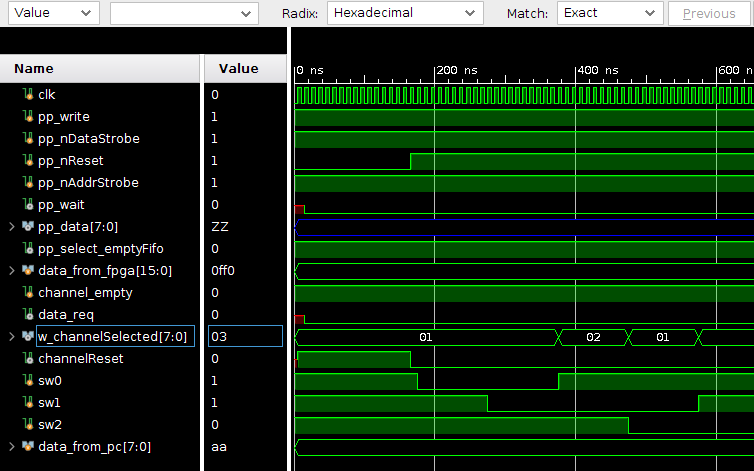 Value Radix: Hexadecimal Match: Exact Previous
Name Value
0 ns 200 ns 400 ns 600 n
clk 0
pp_write 1
pp_nDataStrobe 1
pp_nReset 1
pp_nAddrStrobe 1
pp_wait 0
pp_data[7:0] ZZ
pp_select_emptyFifo 0
data_from_fpga[15:0] 0ff0
channel_empty 0
data_req 0
w_channelSelected[7:0] 03 01 02 01
channelReset 0
sw0 1
sw1 1
sw2 0
data_from_pc[7:0] aa